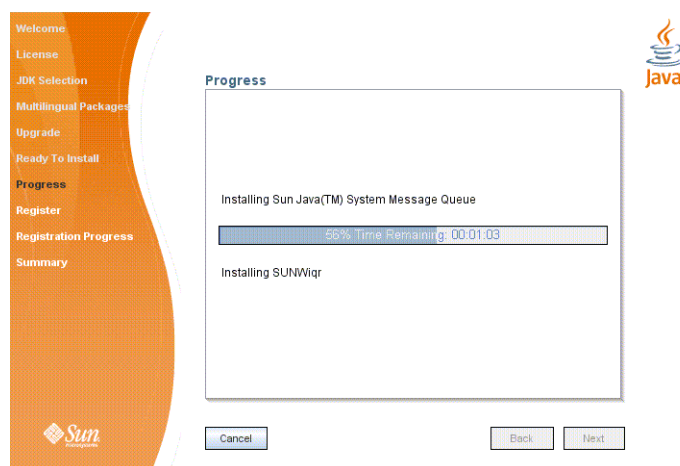 Welcome
License
JDK Selection
Multilingual Packages
Upgrade
Ready To Install
Progress
Register
Registration Progress
Summary
Sun
microsystems
Java
Progress
Installing Sun Java(TM) System Message Queue
56% Time Remaining: 00:01:03
Installing SUNWiqr
Cancel
Back
Next